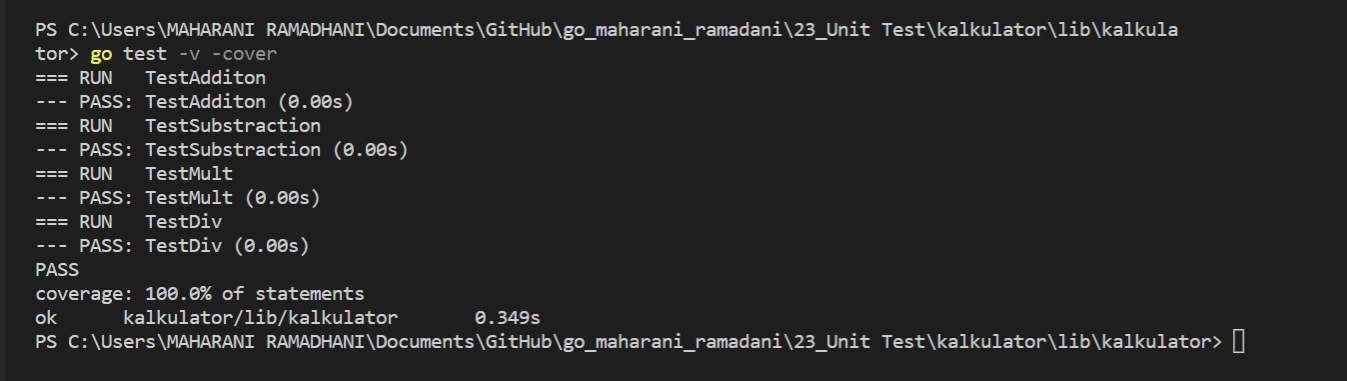 PS C:\Users\MAHARANI RAMADHANI\Documents\GitHub\go_maharani_ramadani\23_Unit Test\kalkulator\lib\kalkula
tor> go test -v -cover
=== RUN   TestAdditon
--- PASS: TestAdditon (0.00s)
=== RUN   TestSubstraction
--- PASS: TestSubstraction (0.00s)
=== RUN   TestMult
--- PASS: TestMult (0.00s)
=== RUN   TestDiv
--- PASS: TestDiv (0.00s)
PASS
coverage: 100.0% of statements
ok      kalkulator/lib/kalkulator       0.349s
PS C:\Users\MAHARANI RAMADHANI\Documents\GitHub\go_maharani_ramadani\23_Unit Test\kalkulator\lib\kalkulator>